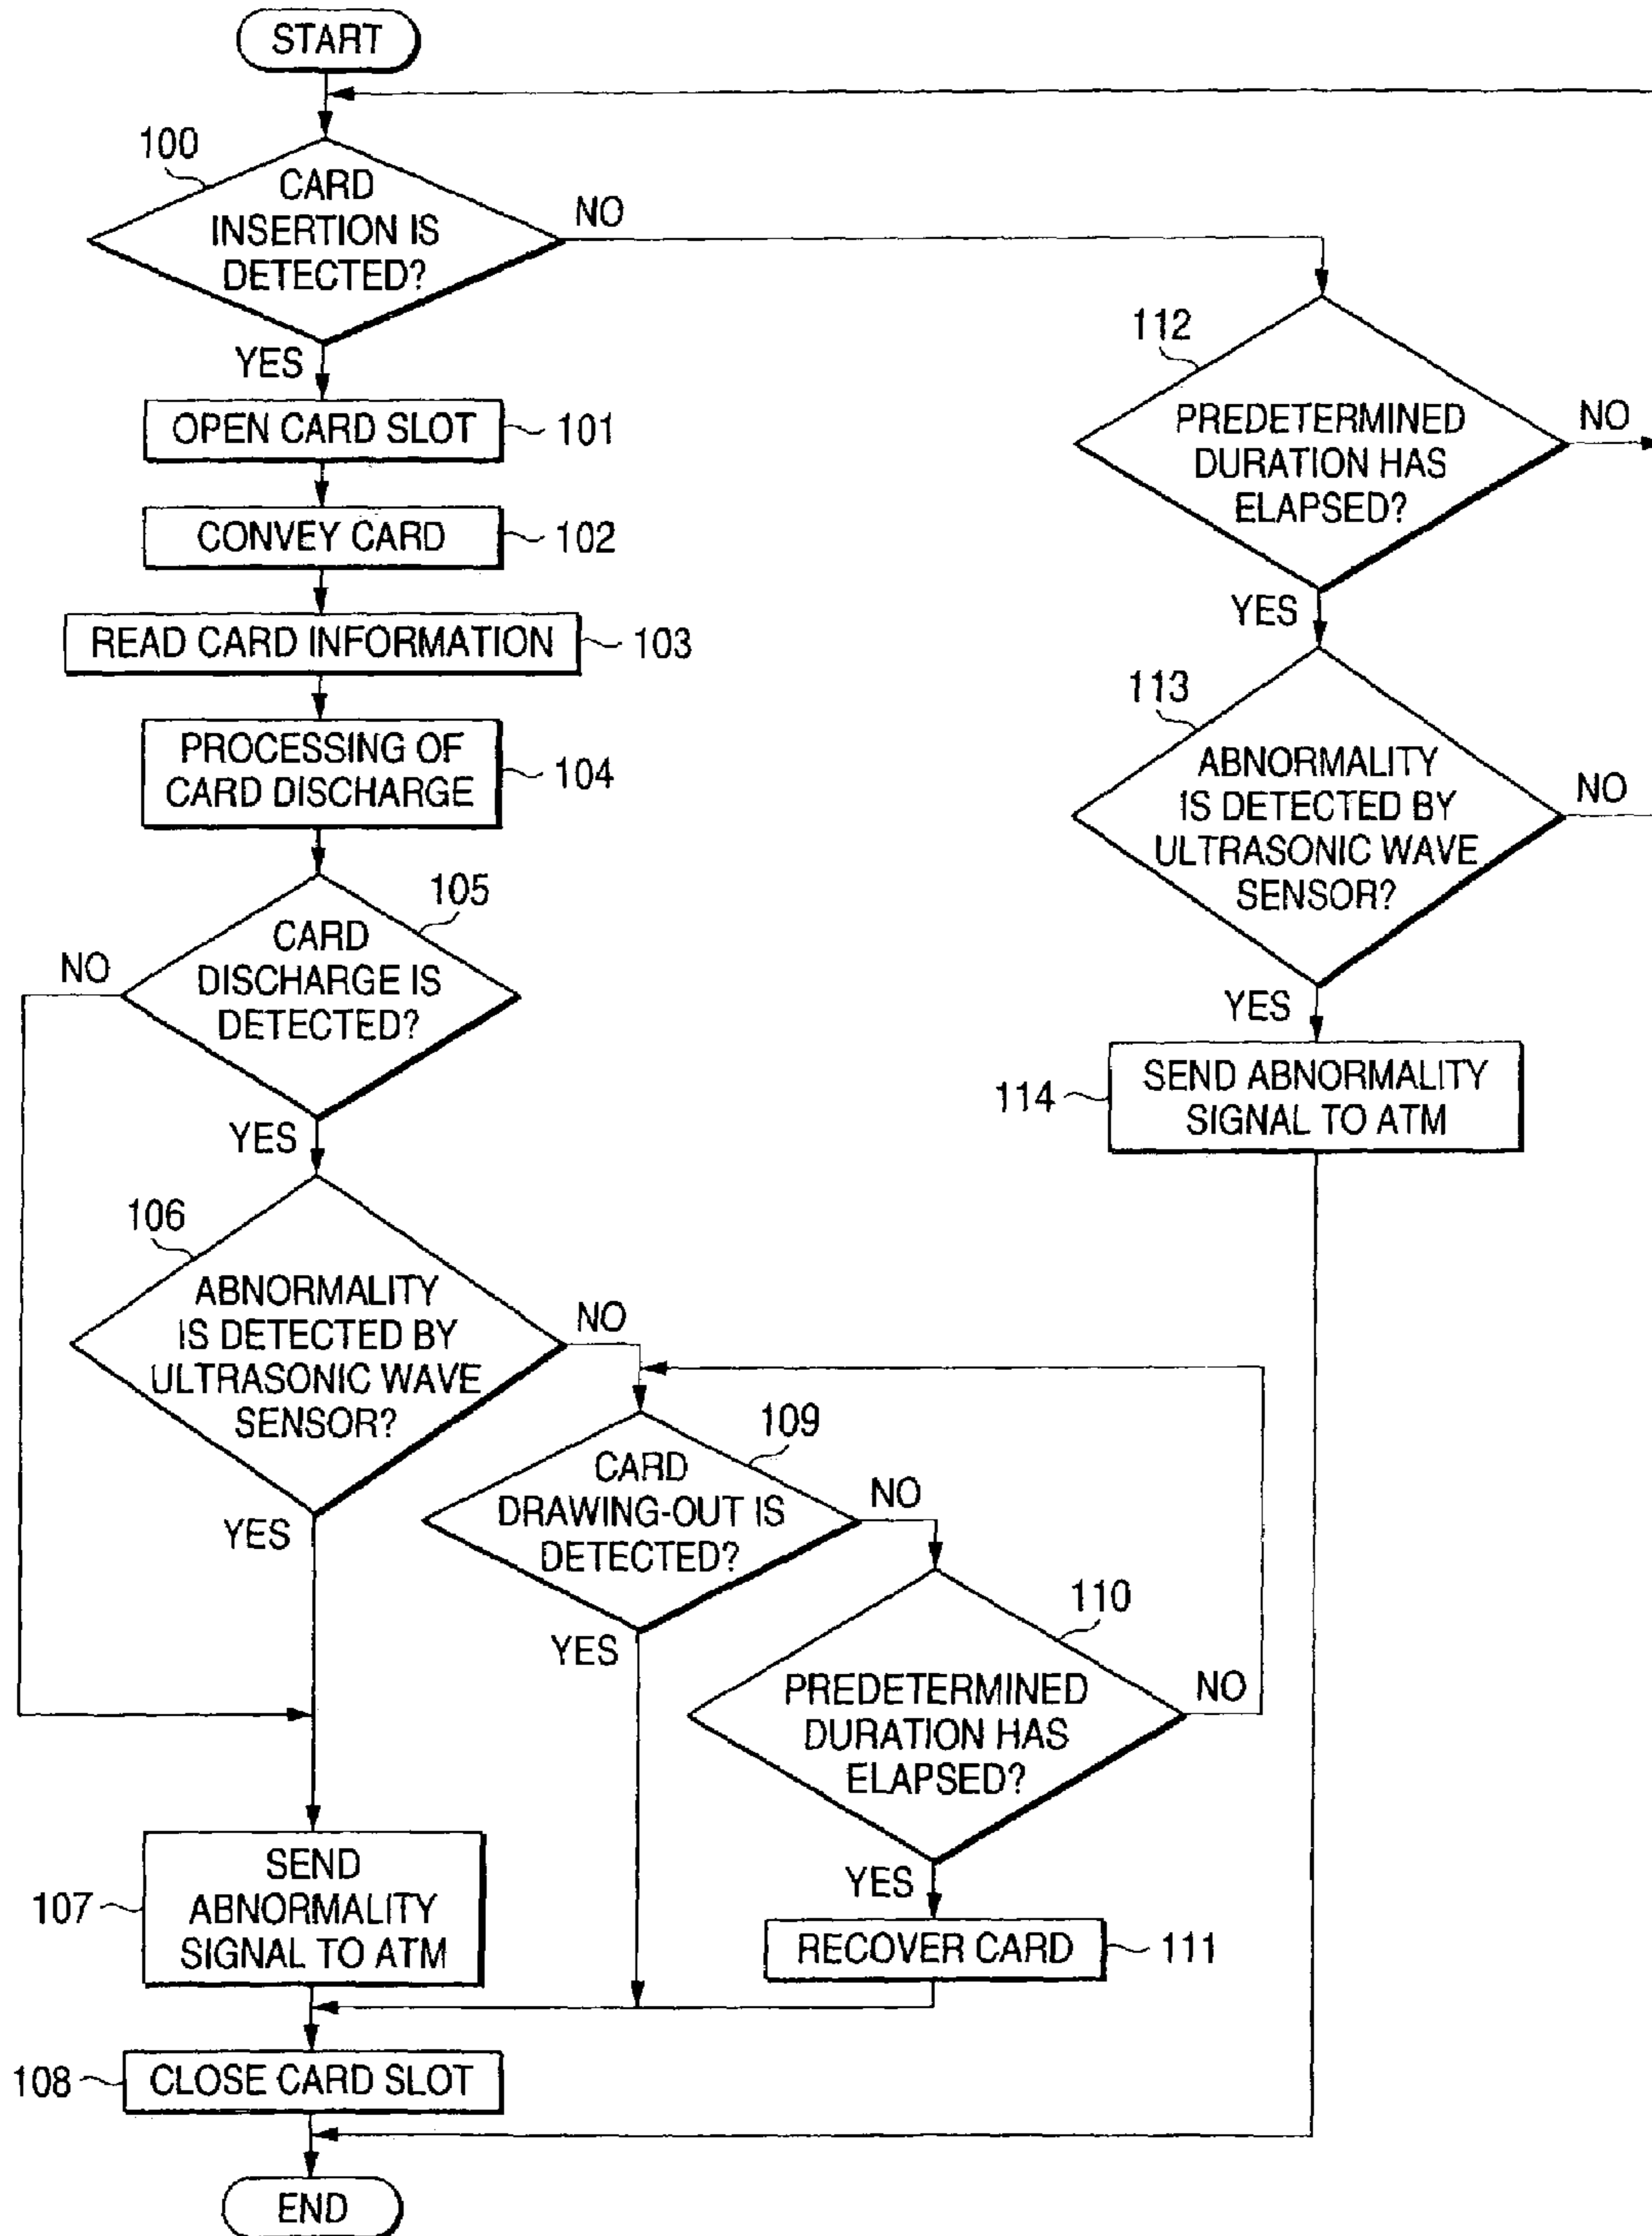 START
100
CARD
INSERTION IS
DETECTED?
NO
YES
OPEN CARD SLOT
101
CONVEY CARD
102
READ CARD INFORMATION
103
PROCESSING OF
CARD DISCHARGE
104
105
CARD
DISCHARGE IS
DETECTED?
NO
YES
106
ABNORMALITY
IS DETECTED BY
ULTRASONIC WAVE
SENSOR?
NO
YES
107
SEND
ABNORMALITY
SIGNAL TO ATM
108
CLOSE CARD SLOT
END
109
CARD
DRAWING-OUT IS
DETECTED?
NO
YES
110
PREDETERMINED
DURATION HAS
ELAPSED?
NO
YES
RECOVER CARD
111
112
PREDETERMINED
DURATION HAS
ELAPSED?
NO
YES
113
ABNORMALITY
IS DETECTED BY
ULTRASONIC WAVE
SENSOR?
NO
YES
114
SEND ABNORMALITY
SIGNAL TO ATM